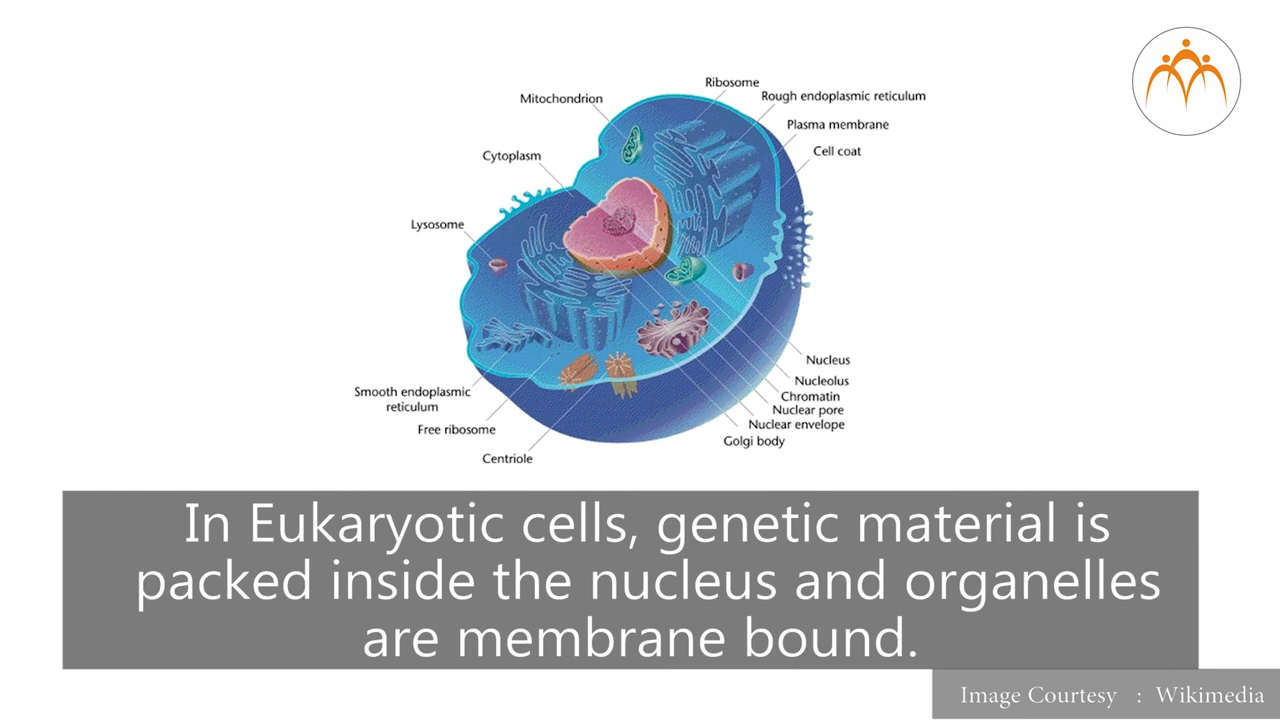 Ribosome
Mitochondrion
Rough endoplasmic reticulum
Plasma membrane
Cell coat
Cytoplasm
Lysosome
Nucleus
Nucleolus
Chromatin
Nuclear pore
Nuclear envelope
Golgi body
Smooth endoplasmic
reticulum
Free ribosome
Centriole
In Eukaryotic cells, genetic material is
packed inside the nucleus and organelles
are membrane bound.
Image Courtesy : Wikimedia